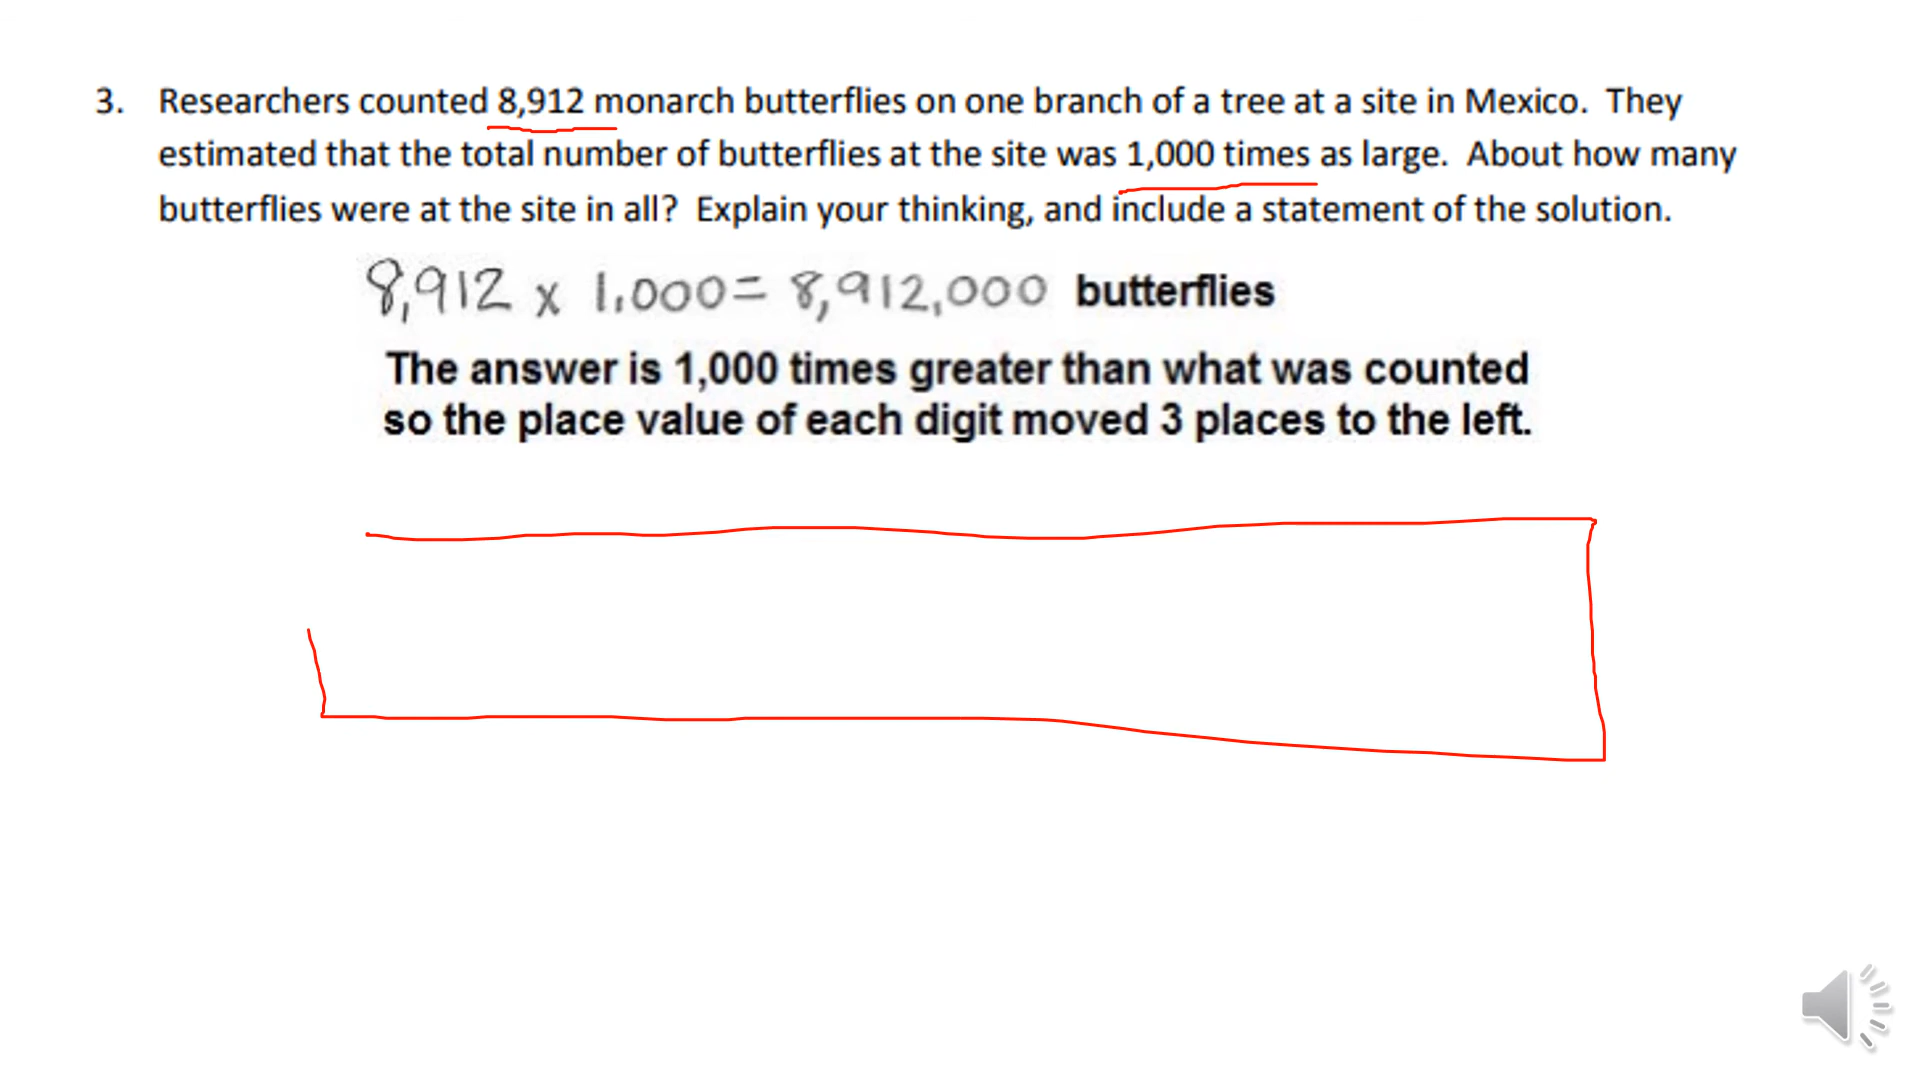 3. Researchers counted 8,912 monarch butterflies on one branch of a tree at a site in Mexico. They
estimated that the total number of butterflies at the site was 1,000 times as large. About how many
butterflies were at the site in all? Explain your thinking, and include a statement of the solution.
8,912 x 1,000 = 8,912,000 butterflies
The answer is 1,000 times greater than what was counted
so the place value of each digit moved 3 places to the left.